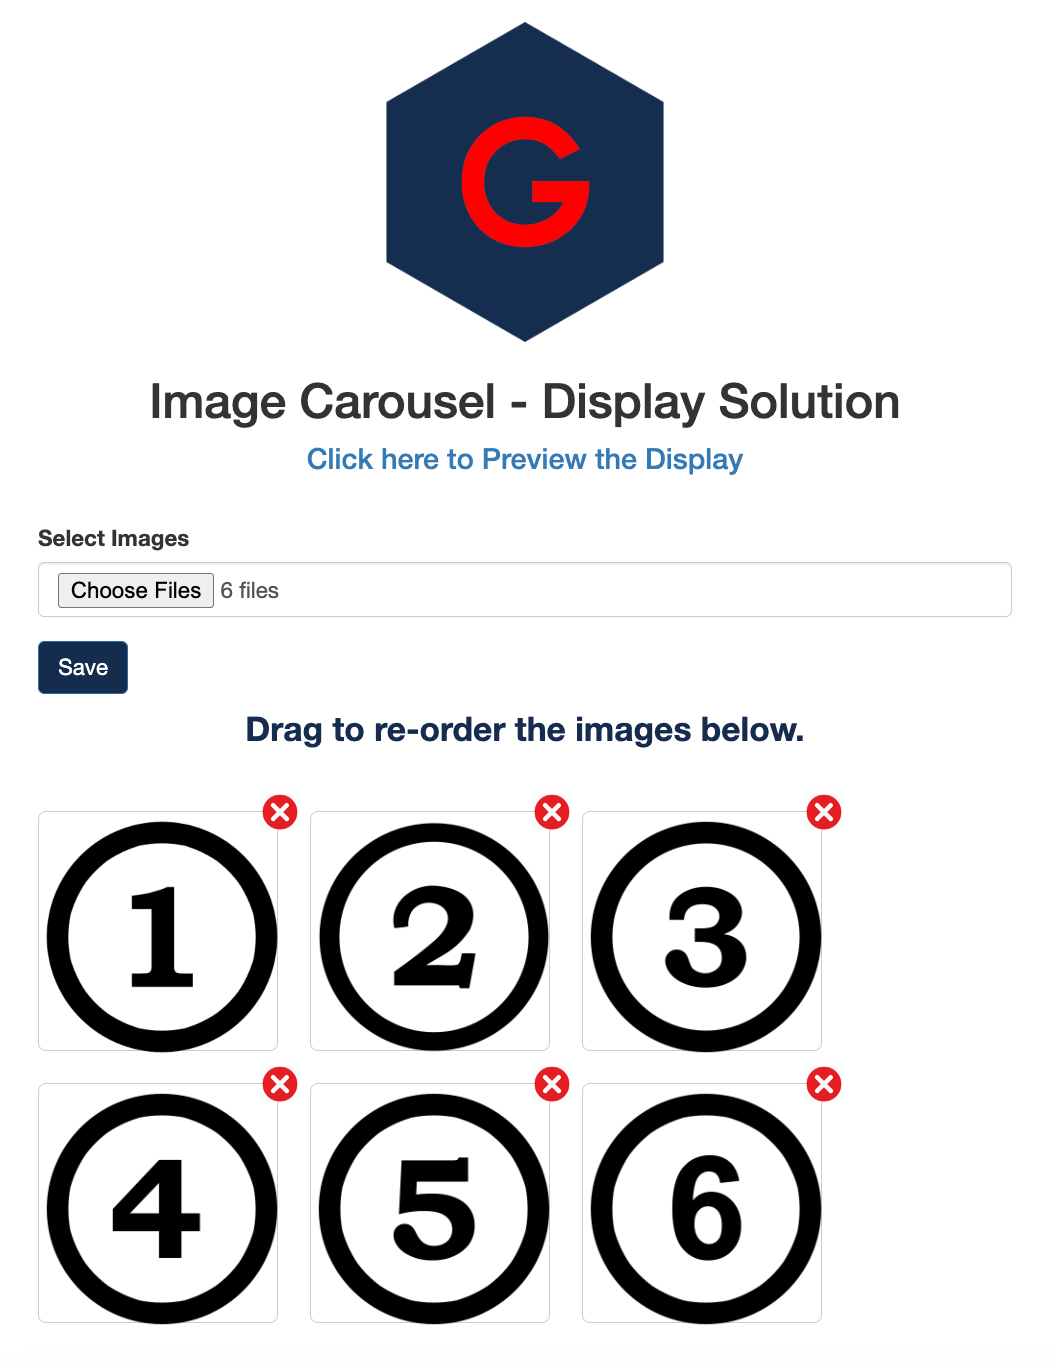 G
Image Carousel - Display Solution
Click here to Preview the Display
Select Images
Choose Files 6 files
Save
Drag to re-order the images below.
1 2 3
4 5 6